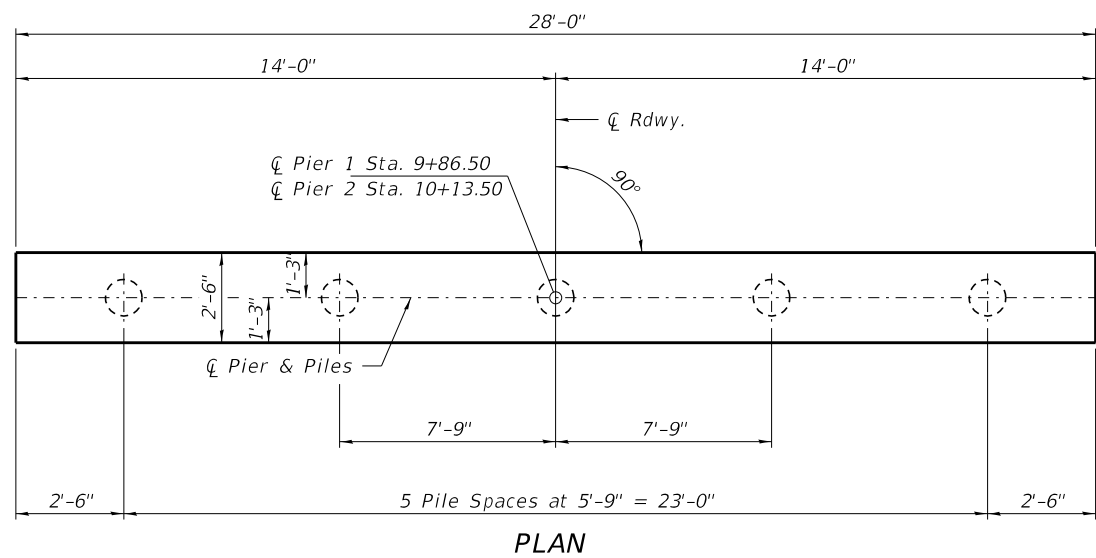 28'-0"
14'-0"
14'-0"
℄ Rdwy.
℄ Pier 1 Sta. 9+86.50
℄ Pier 2 Sta. 10+13.50
90°
2'-6"
1'-3"
1'-3"
℄ Pier & Piles
7'-9"
7'-9"
2'-6"
5 Pile Spaces at 5'-9" = 23'-0"
2'-6"
PLAN